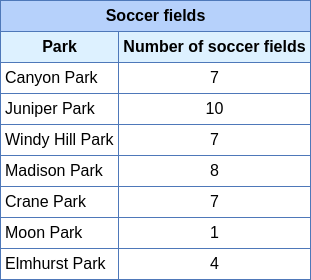 Soccer fields
Park Number of soccer fields
Canyon Park 7
Juniper Park 10
Windy Hill Park 7
Madison Park 8
Crane Park 7
Moon Park 1
Elmhurst Park 4